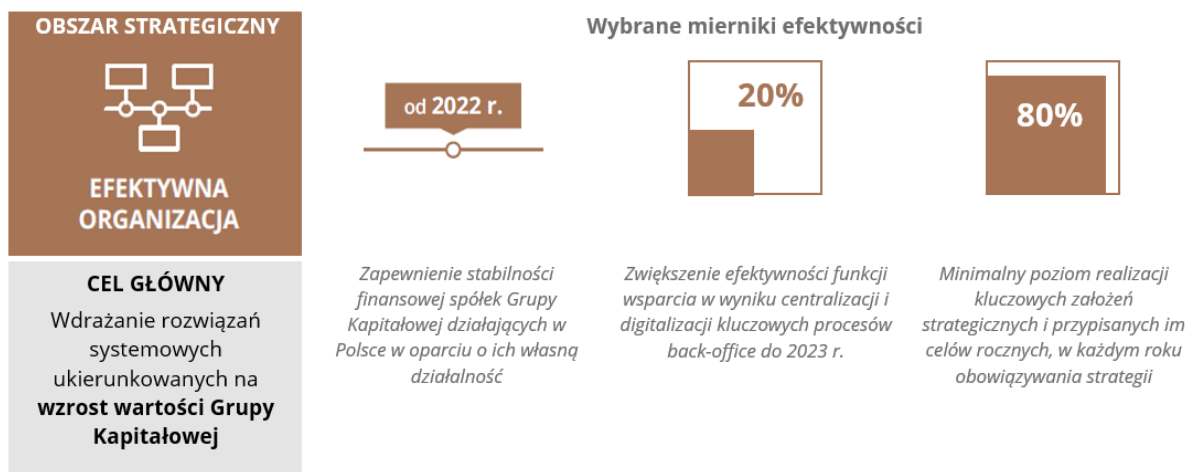 OBSZAR STRATEGICZNY
EFEKTYWNA
ORGANIZACJA
CEL GŁÓWNY
Wdrażanie rozwiązań
systemowych
ukierunkowanych na
wzrost wartości Grupy
Kapitałowej
Wybrane mierniki efektywności
od 2022 r.
Zapewnienie stabilności
finansowej spółek Grupy
Kapitałowej działających w
Polsce w oparciu o ich własną
działalność
20%
Zwiększenie efektywności funkcji
wsparcia w wyniku centralizacji i
digitalizacji kluczowych procesów
back-office do 2023 r.
80%
Minimalny poziom realizacji
kluczowych założeń
strategicznych i przypisanych im
celów rocznych, w każdym roku
obowiązywania strategii